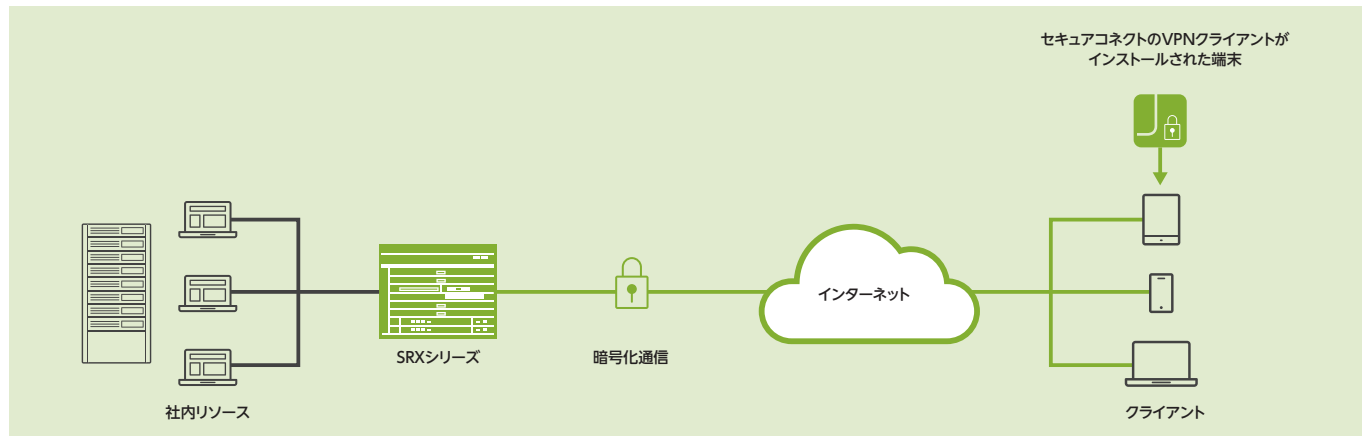 セキュアコネクトのVPNクライアントが
インストールされた端末
インターネット
SRXシリーズ
暗号化通信
社内リソース
クライアント